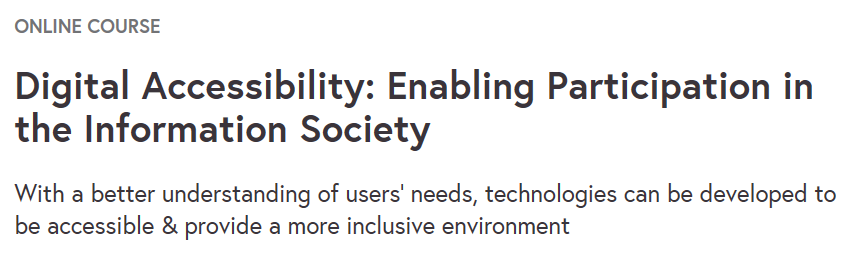 ONLINE COURSE
Digital Accessibility: Enabling Participation in
the Information Society
With a better understanding of users' needs, technologies can be developed to
be accessible & provide a more inclusive environment